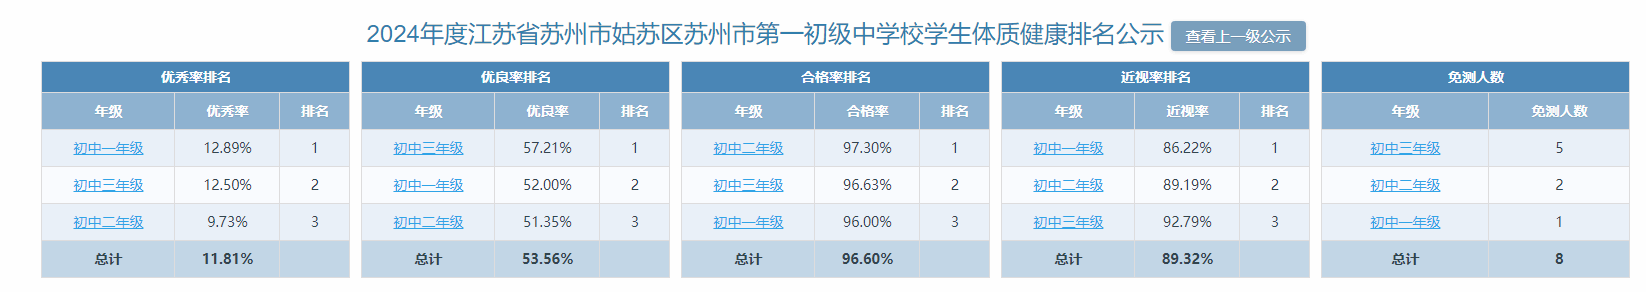 2024年度江苏省苏州市姑苏区苏州市第一初级中学校学生体质健康排名公示 查看上一级公示
优秀率排名 优良率排名 合格率排名 近视率排名 免测人数
年级 优秀率 排名 年级 优良率 排名 年级 合格率 排名 年级 近视率 排名 年级 免测人数
初中一年级 12.89% 1 初中三年级 57.21% 1 初中二年级 97.30% 1 初中一年级 86.22% 1 初中三年级 5
初中三年级 12.50% 2 初中一年级 52.00% 2 初中三年级 96.63% 2 初中二年级 89.19% 2 初中二年级 2
初中二年级 9.73% 3 初中二年级 51.35% 3 初中一年级 96.00% 3 初中三年级 92.79% 3 初中一年级 1
总计 11.81% 总计 53.56% 总计 96.60% 总计 89.32% 总计 8